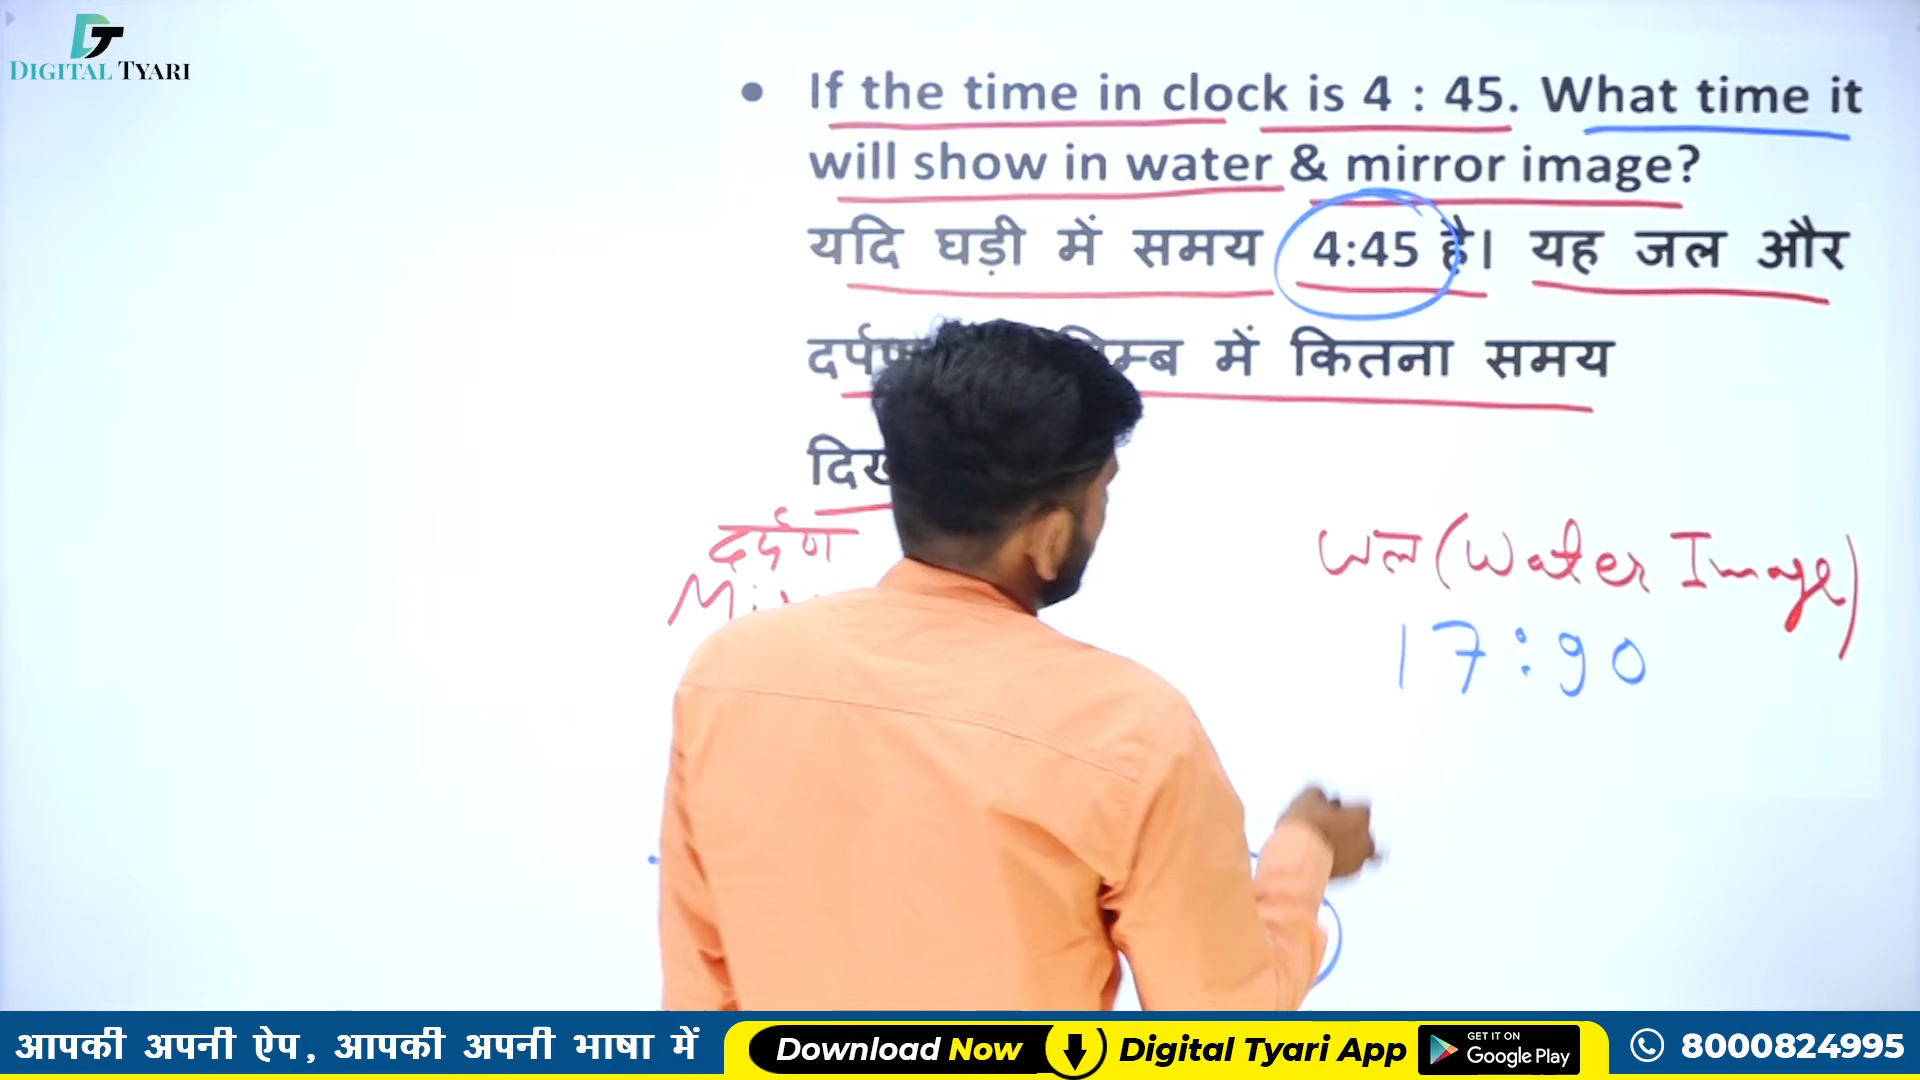 DT
DIGITAL TYARI
• If the time in clock is 4 : 45. What time it
will show in water & mirror image?
यदि घड़ी में समय 4:45 है। यह जल और
में कितना समय
दर्पण
जल (Water Image)
17:90
आपकी अपनी ऐप, आपकी अपनी भाषा में
Download Now
Digital Tyari App
GET IT ON
Google Play
8000824995